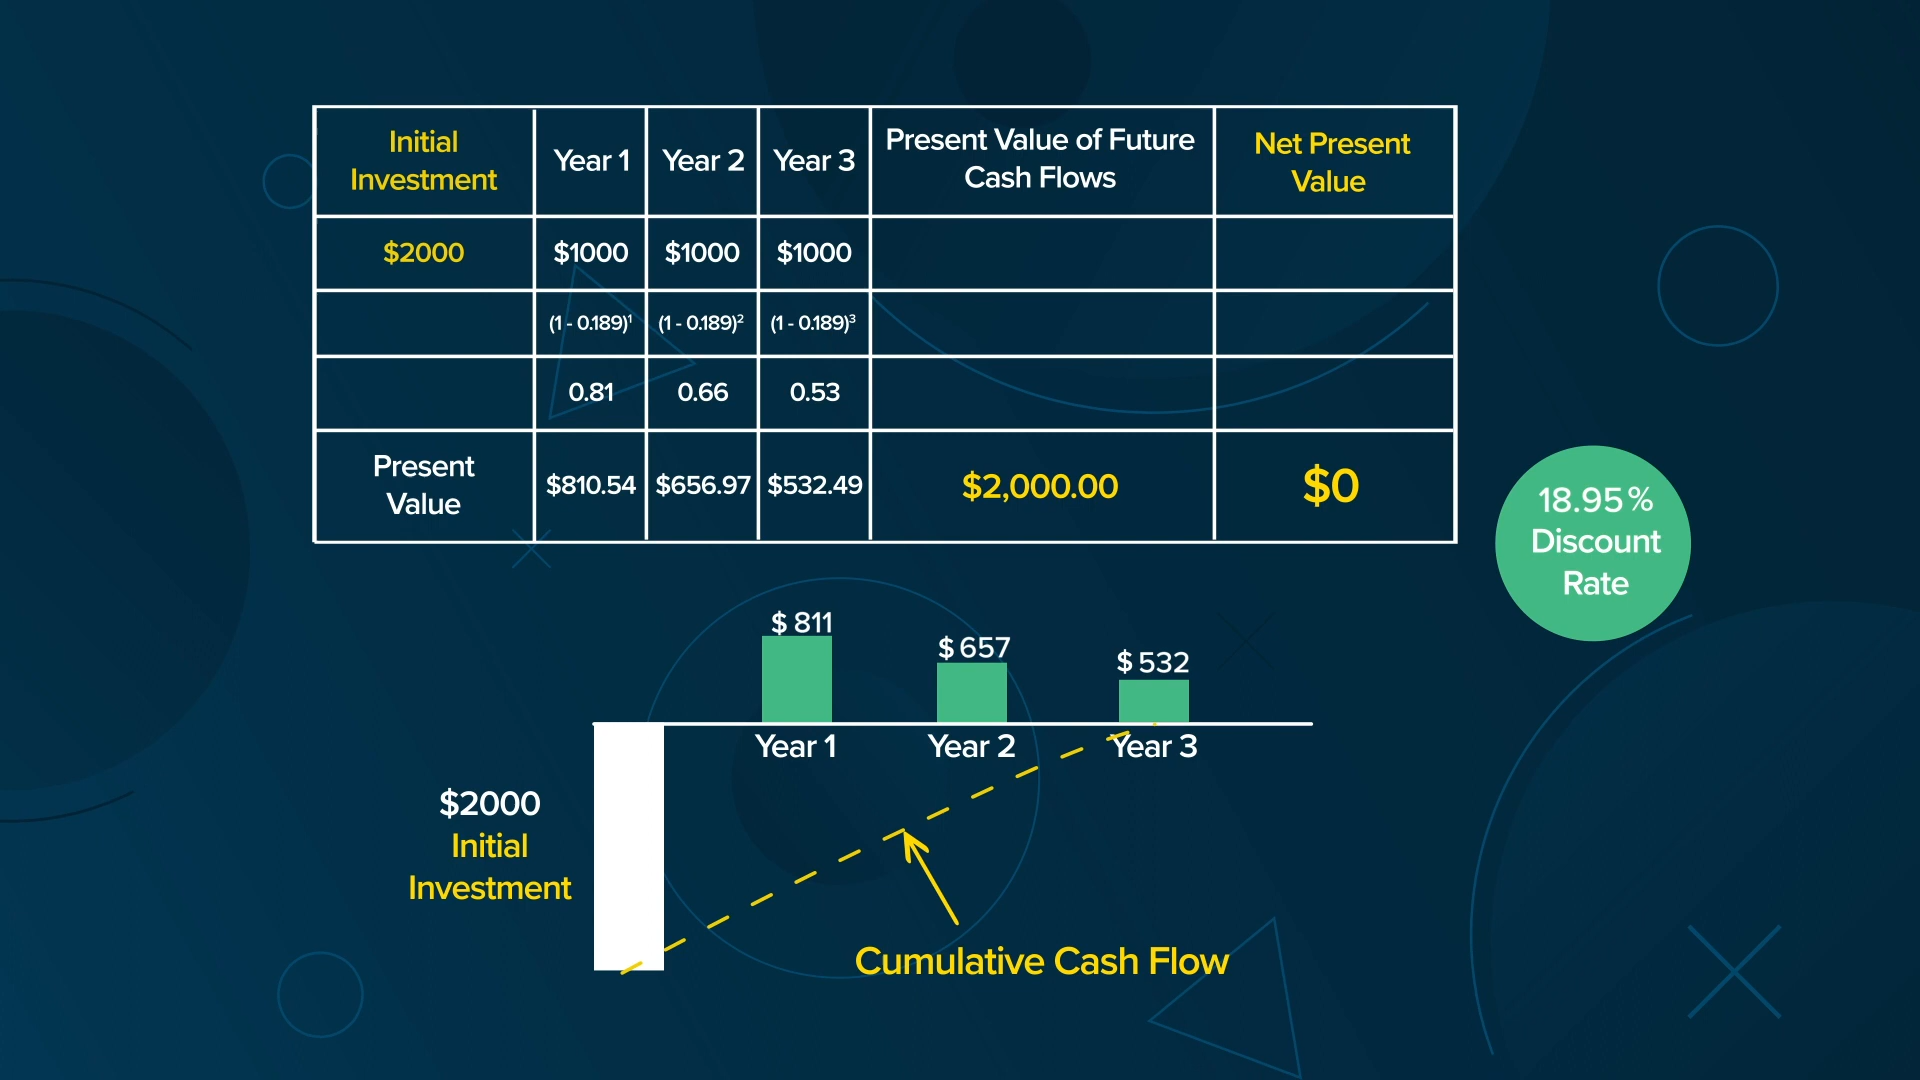 Initial
Investment
Year 1
Year 2
Year 3
Present Value of Future
Cash Flows
Net Present
Value
$2000
$1000
$1000
$1000
(1 - 0.189)¹
(1 - 0.189)²
(1 - 0.189)³
0.81
0.66
0.53
Present
Value
$810.54
$656.97
$532.49
$2,000.00
$0
18.95%
Discount
Rate
$ 811
$ 657
$ 532
Year 1
Year 2
Year 3
$2000
Initial
Investment
Cumulative Cash Flow